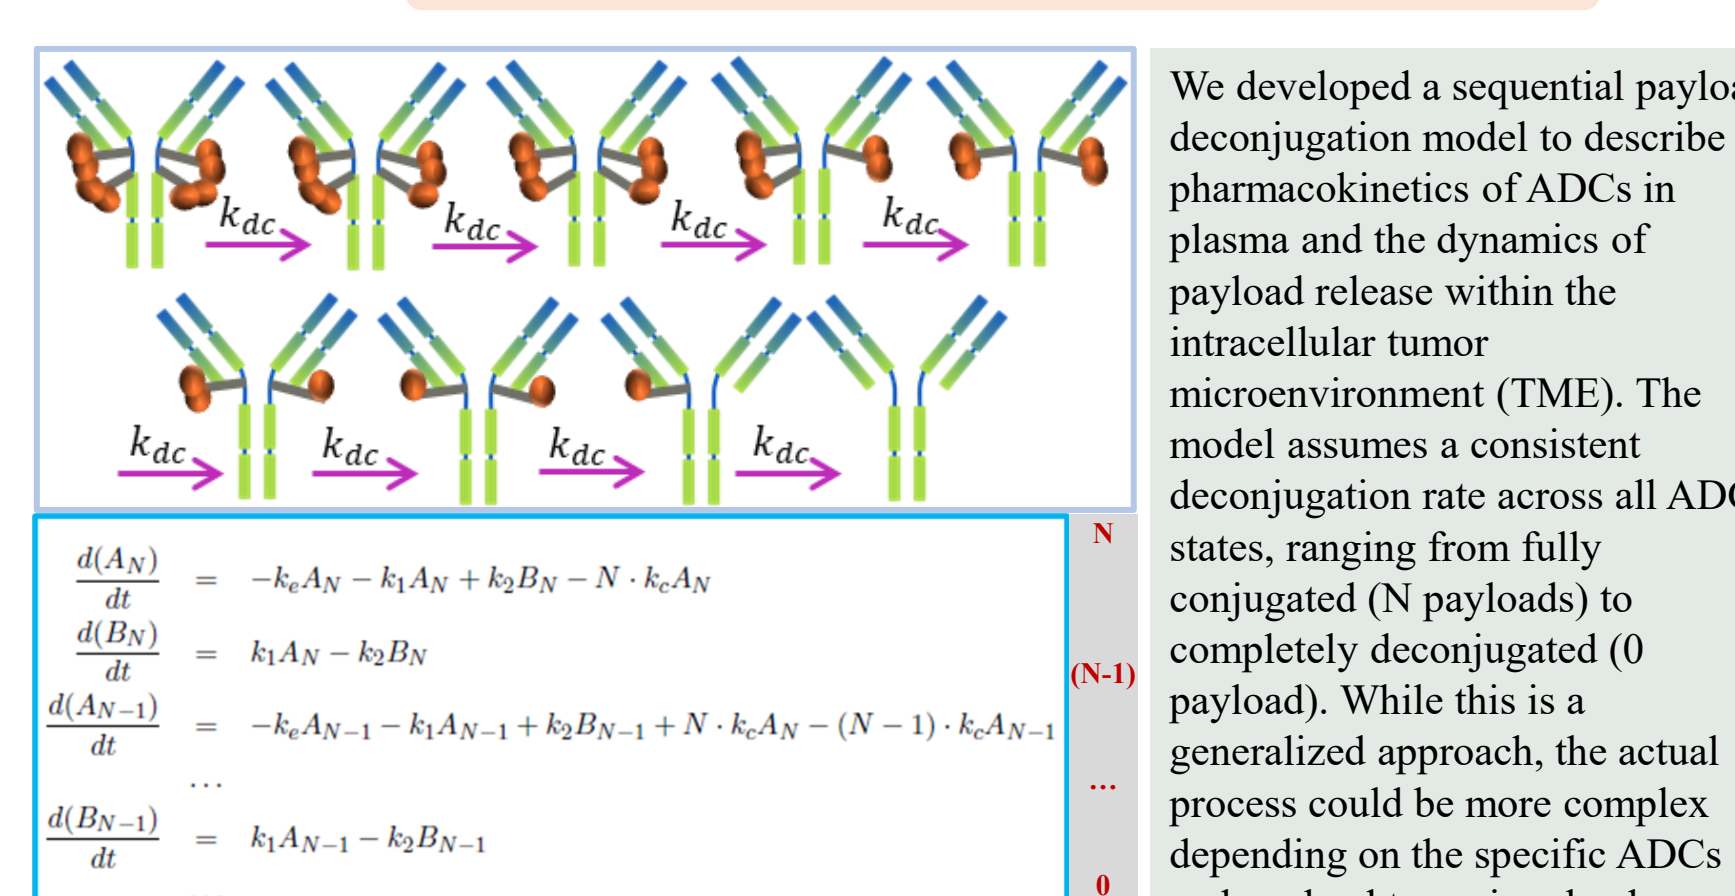 k_dc k_dc k_dc k_dc
k_dc k_dc k_dc k_dc
d(A_N)/dt = −k_e A_N − k_1 A_N + k_2 B_N − N · k_c A_N
d(B_N)/dt = k_1 A_N − k_2 B_N
d(A_{N−1})/dt = −k_e A_{N−1} − k_1 A_{N−1} + k_2 B_{N−1} + N · k_c A_N − (N − 1) · k_c A_{N−1}
...
d(B_{N−1})/dt = k_1 A_{N−1} − k_2 B_{N−1}
N
(N-1)
...
0
We developed a sequential
deconjugation model to describe
pharmacokinetics of ADCs in
plasma and the dynamics of
payload release within the
intracellular tumor
microenvironment (TME). The
model assumes a consistent
deconjugation rate across all
states, ranging from fully
conjugated (N payloads) to
completely deconjugated (0
payload). While this is a
generalized approach, the actual
process could be more complex
depending on the specific ADCs